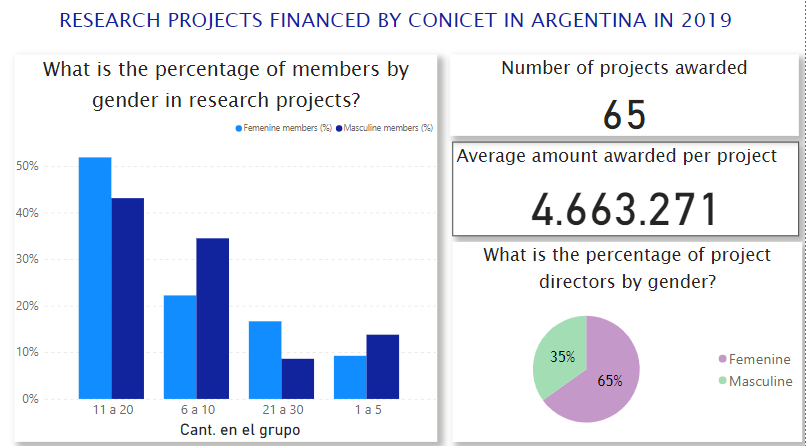 RESEARCH PROJECTS FINANCED BY CONICET IN ARGENTINA IN 2019
What is the percentage of members by
gender in research projects?
Femenine members (%) Masculine members (%)
50%
40%
30%
20%
10%
0%
11 a 20 6 a 10 21 a 30 1 a 5
Cant. en el grupo
Number of projects awarded
65
Average amount awarded per project
4.663.271
What is the percentage of project
directors by gender?
35%
65%
Femenine
Masculine